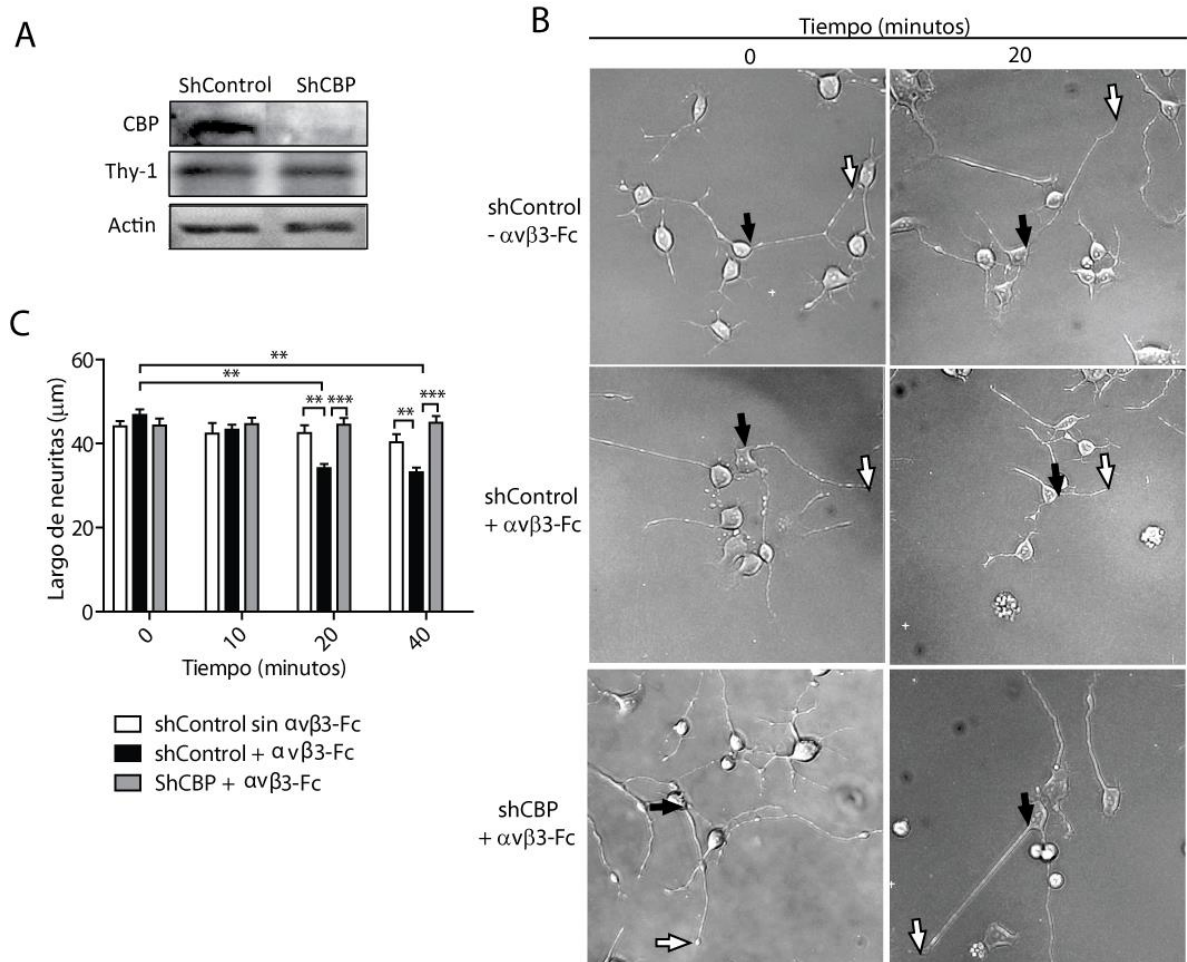 A
ShControl ShCBP
CBP
Thy-1
Actin
B
Tiempo (minutos)
0 20
shControl
- αvβ3-Fc
shControl
+ αvβ3-Fc
shCBP
+ αvβ3-Fc
C
Largo de neuritas (μm)
60
40
20
0
**
**
** ***
** ***
0 10 20 40
Tiempo (minutos)
shControl sin αvβ3-Fc
shControl + αvβ3-Fc
ShCBP + αvβ3-Fc